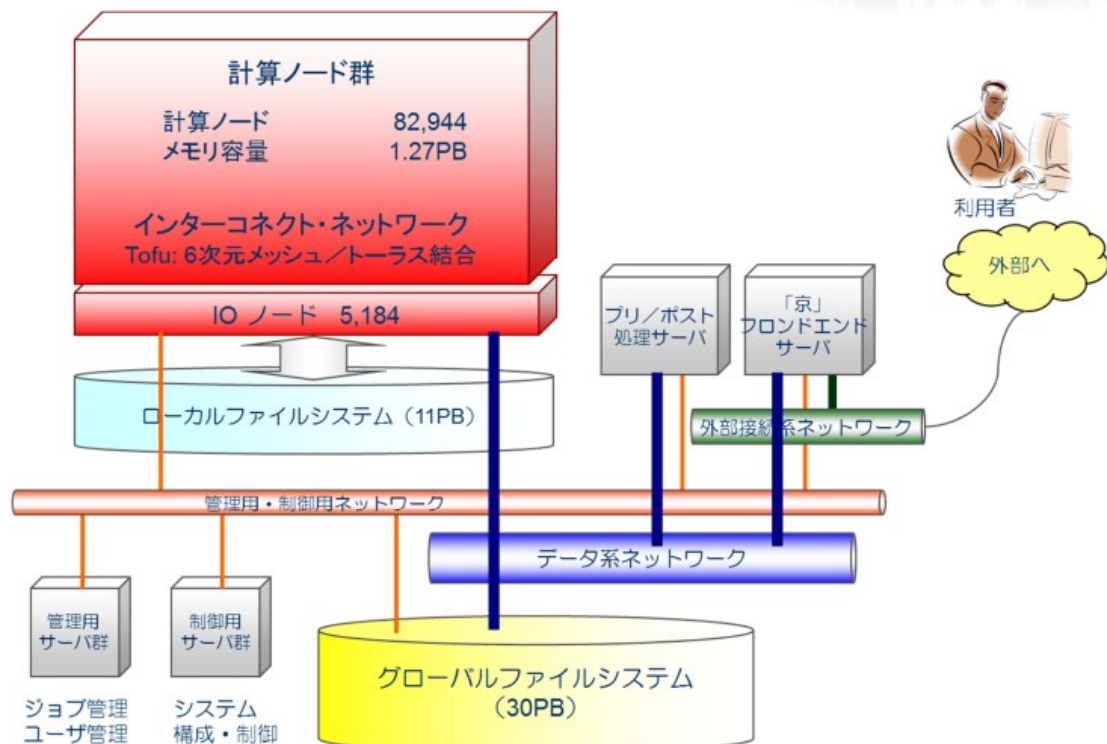 計算ノード群
計算ノード 82,944
メモリ容量 1.27PB
インターコネクト・ネットワーク
Tofu: 6次元メッシュ／トーラス結合
IO ノード 5,184
ローカルファイルシステム（11PB）
利用者
外部へ
プリ／ポスト
処理サーバ
「京」
フロンドエンド
サーバ
外部接続系ネットワーク
管理用・制御用ネットワーク
データ系ネットワーク
管理用
サーバ群
制御用
サーバ群
ジョブ管理
ユーザ管理
システム
構成・制御
グローバルファイルシステム
（30PB）